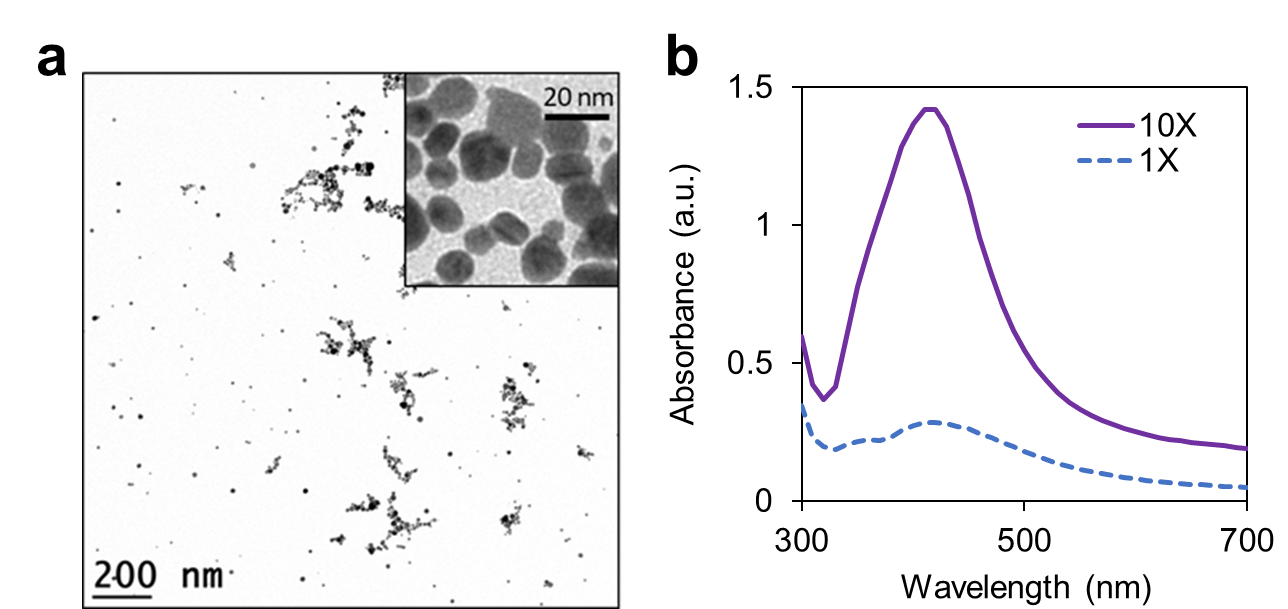 a
20 nm
200 nm
b
1.5
1
0.5
0
Absorbance (a.u.)
10X
1X
300
500
700
Wavelength (nm)